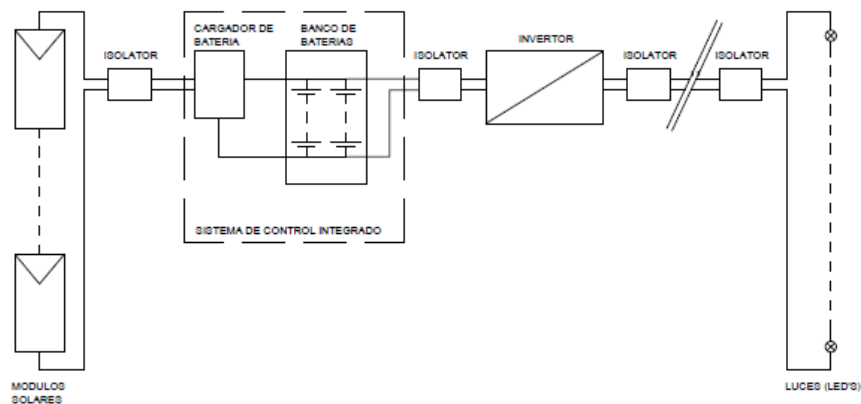 CARGADOR DE
BATERIA
BANCO DE
BATERIAS
ISOLATOR
ISOLATOR
INVERTOR
ISOLATOR
ISOLATOR
SISTEMA DE CONTROL INTEGRADO
MODULOS
SOLARES
LUCES (LED'S)